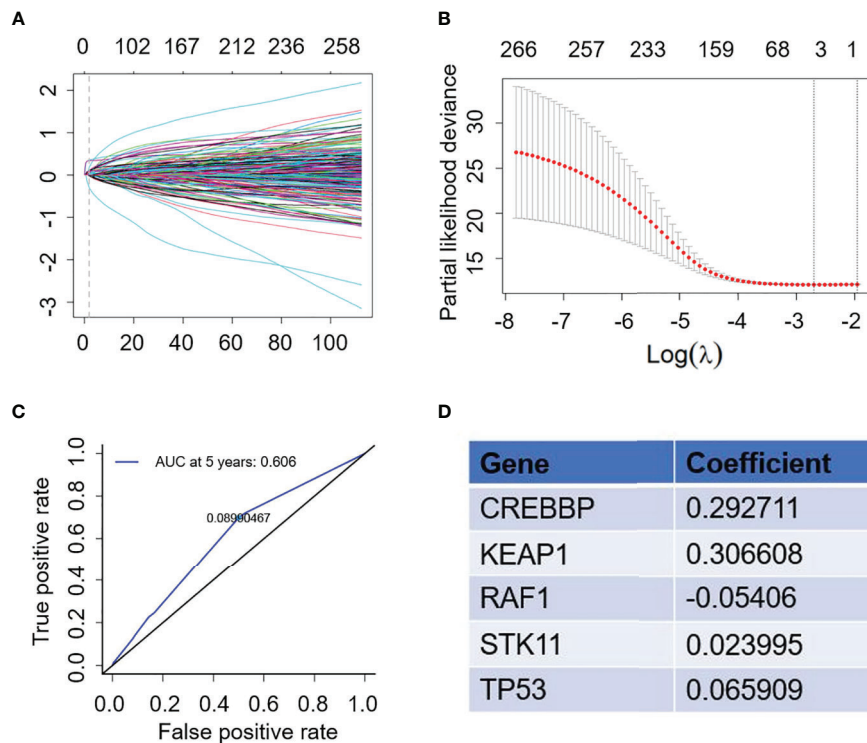 A
0 102 167 212 236 258
2
1
0
-1
-2
-3
0 20 40 60 80 100
B
266 257 233 159 68 3 1
Partial likelihood deviance
30
25
20
15
-8 -7 -6 -5 -4 -3 -2
Log(λ)
C
True positive rate
1.0
0.8
0.6
0.4
0.2
0.0
AUC at 5 years: 0.606
0.08990467
0.0 0.2 0.4 0.6 0.8 1.0
False positive rate
D
Gene Coefficient
CREBBP 0.292711
KEAP1 0.306608
RAF1 -0.05406
STK11 0.023995
TP53 0.065909